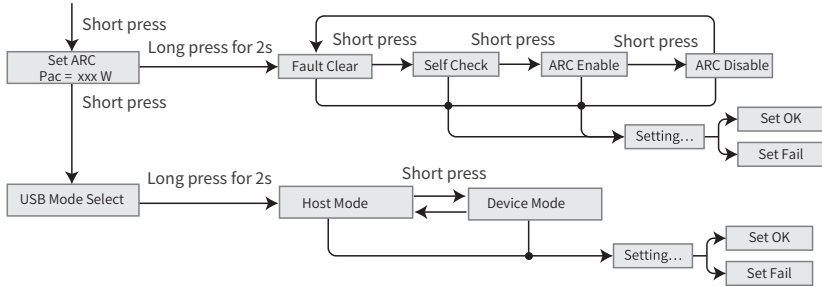 Short press
Set ARC
Pac = xxx W
Long press for 2s
Fault Clear
Short press
Self Check
Short press
ARC Enable
Short press
ARC Disable
Short press
Setting…
Set OK
Set Fail
USB Mode Select
Long press for 2s
Host Mode
Short press
Device Mode
Setting…
Set OK
Set Fail